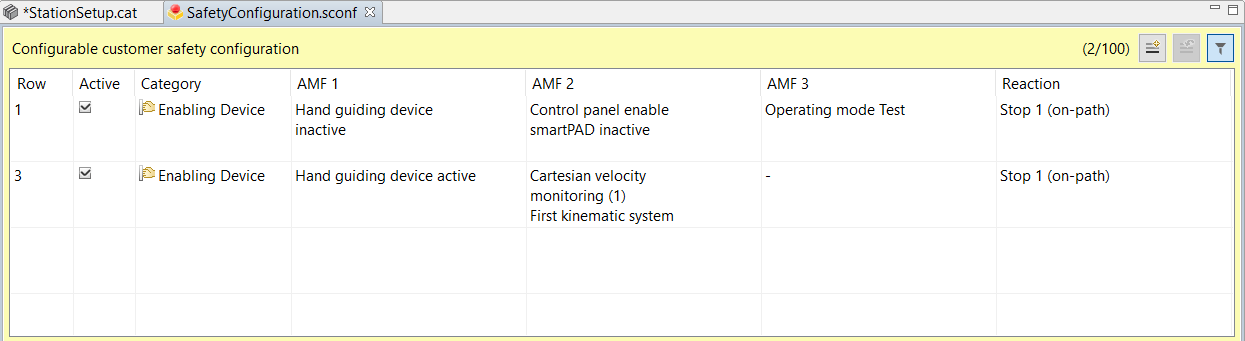 *StationSetup.cat SafetyConfiguration.sconf
Configurable customer safety configuration (2/100)
Row Active Category AMF 1 AMF 2 AMF 3 Reaction
1 Enabling Device Hand guiding device Control panel enable Operating mode Test Stop 1 (on-path)
inactive smartPAD inactive
3 Enabling Device Hand guiding device active Cartesian velocity - Stop 1 (on-path)
monitoring (1)
First kinematic system